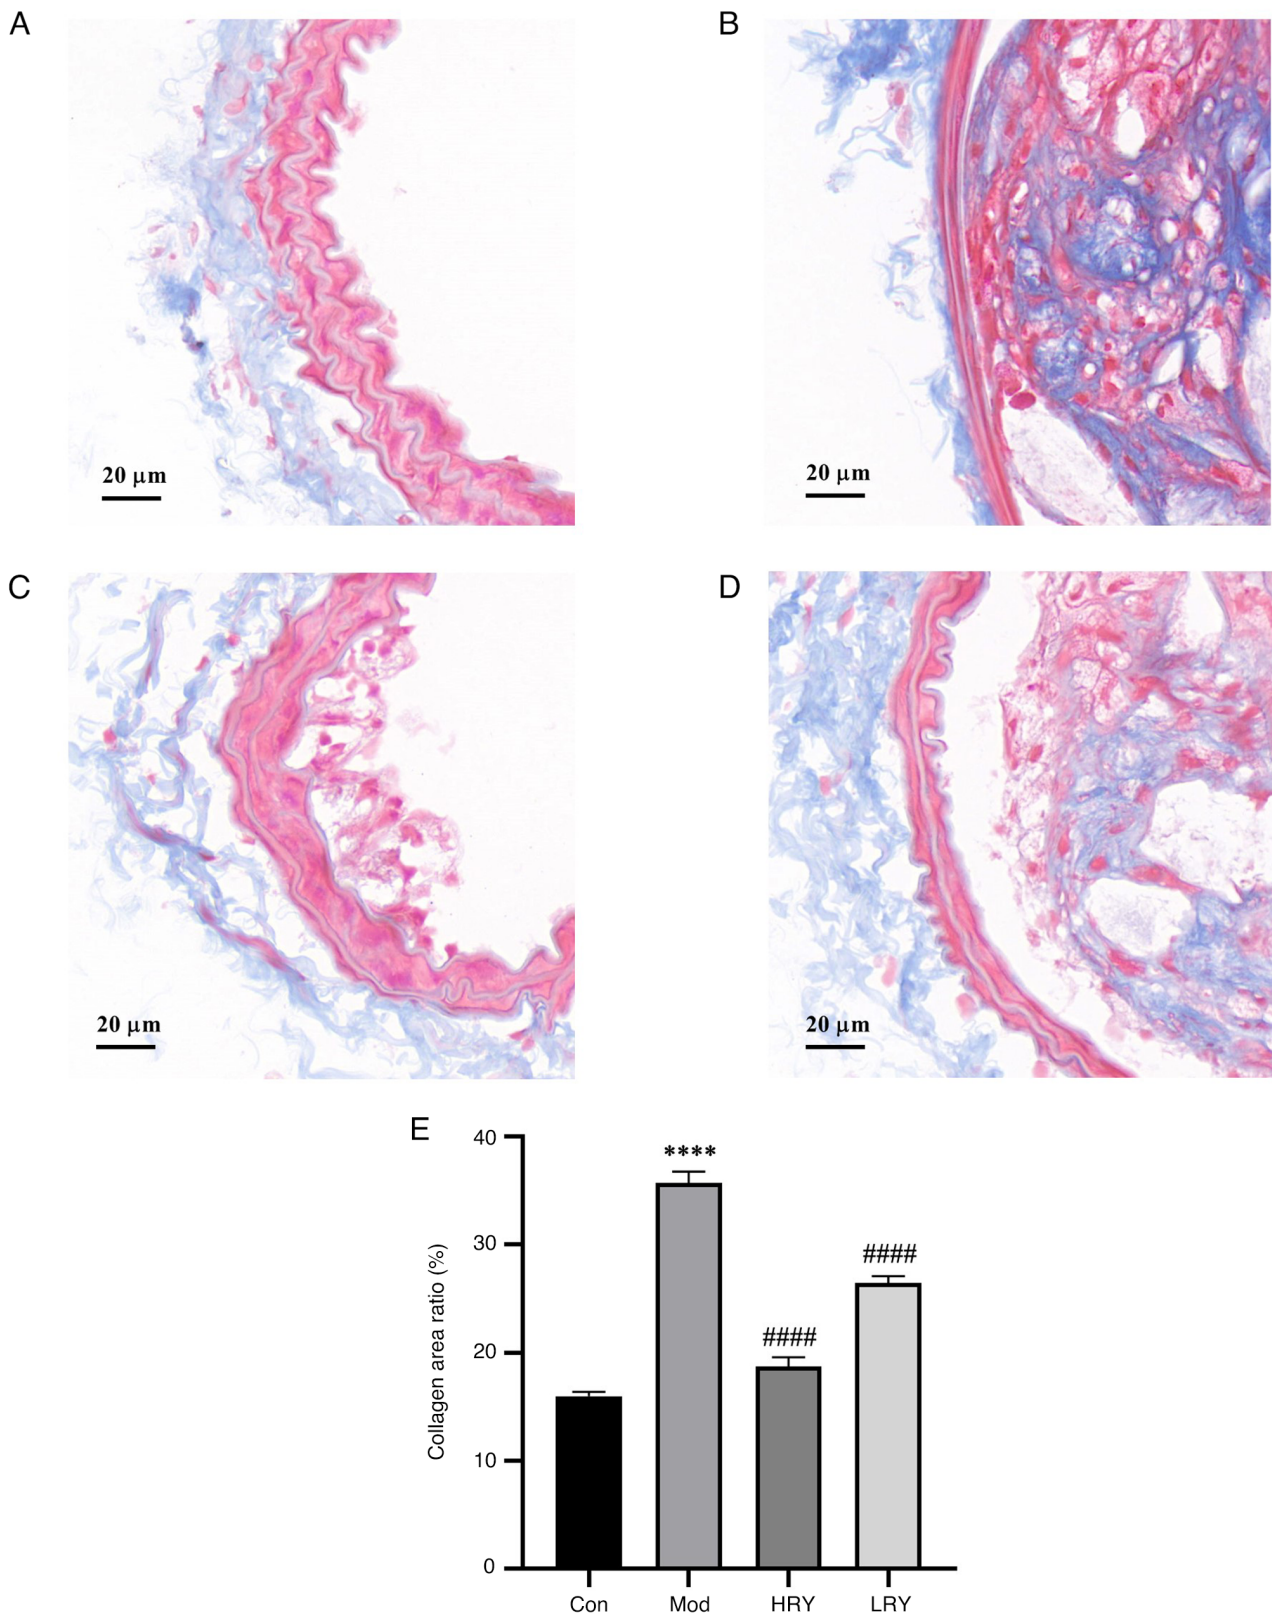 A
B
20 μm
20 μm
C
D
20 μm
20 μm
E
Collagen area ratio (%)
40
30
20
10
0
****
####
####
Con Mod HRY LRY